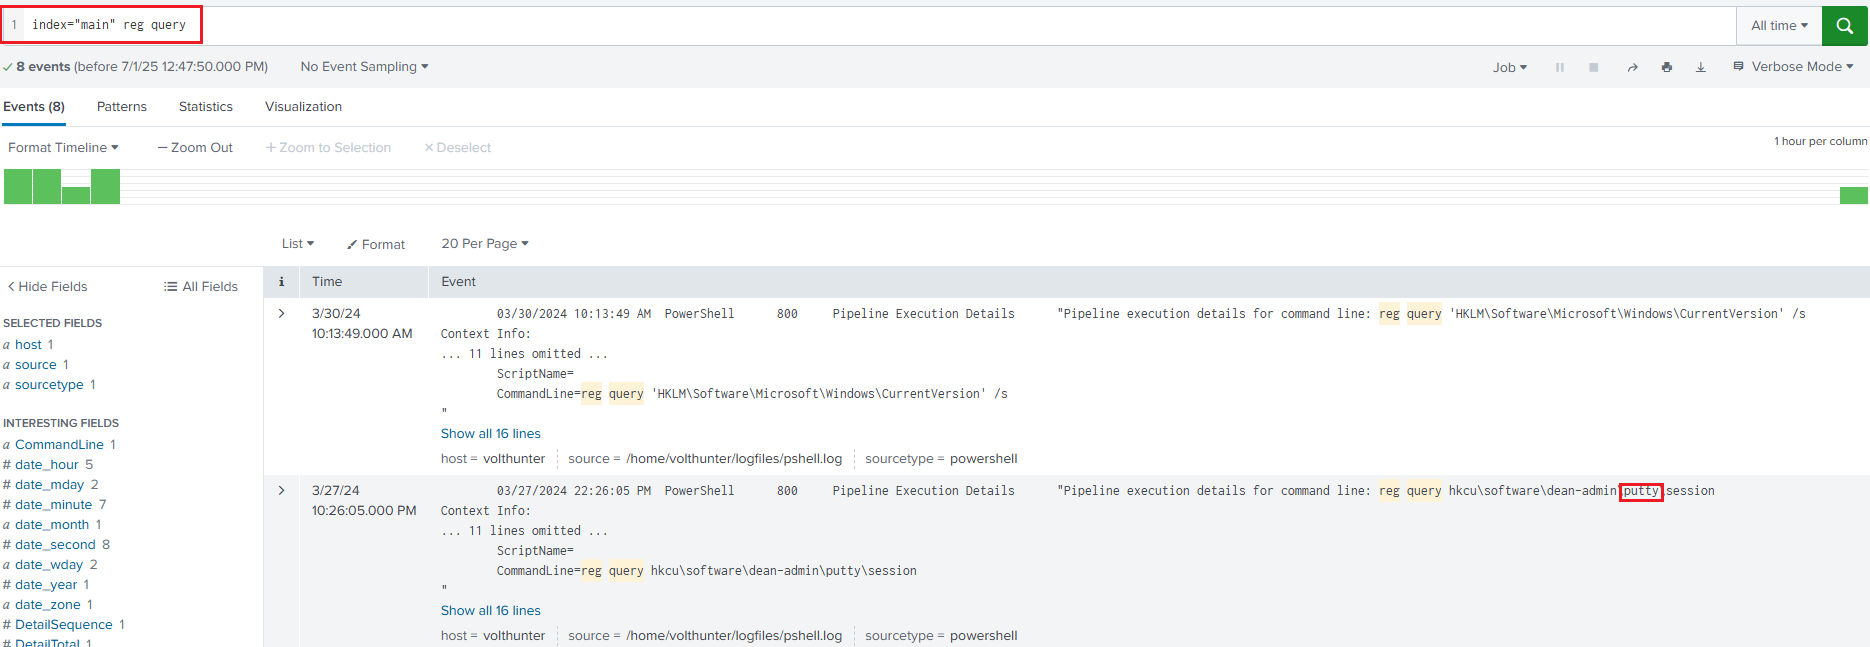 1 index="main" reg query
All time
8 events (before 7/1/25 12:47:50.000 PM) No Event Sampling Job Verbose Mode
Events (8) Patterns Statistics Visualization
Format Timeline — Zoom Out + Zoom to Selection × Deselect 1 hour per column
List Format 20 Per Page
< Hide Fields All Fields
SELECTED FIELDS
a host 1
a source 1
a sourcetype 1
INTERESTING FIELDS
a CommandLine 1
# date_hour 5
# date_mday 2
# date_minute 7
a date_month 1
# date_second 8
a date_wday 2
# date_year 1
a date_zone 1
# DetailSequence 1
# DetailTotal 1
i Time Event
3/30/24
10:13:49.000 AM
03/30/2024 10:13:49 AM PowerShell 800 Pipeline Execution Details "Pipeline execution details for command line: reg query 'HKLM\Software\Microsoft\Windows\CurrentVersion' /s
Context Info:
... 11 lines omitted ...
ScriptName=
CommandLine=reg query 'HKLM\Software\Microsoft\Windows\CurrentVersion' /s
"
Show all 16 lines
host = volthunter source = /home/volthunter/logfiles/pshell.log sourcetype = powershell
3/27/24
10:26:05.000 PM
03/27/2024 22:26:05 PM PowerShell 800 Pipeline Execution Details "Pipeline execution details for command line: reg query hkcu\software\dean-admin\putty\session
Context Info:
... 11 lines omitted ...
ScriptName=
CommandLine=reg query hkcu\software\dean-admin\putty\session
"
Show all 16 lines
host = volthunter source = /home/volthunter/logfiles/pshell.log sourcetype = powershell